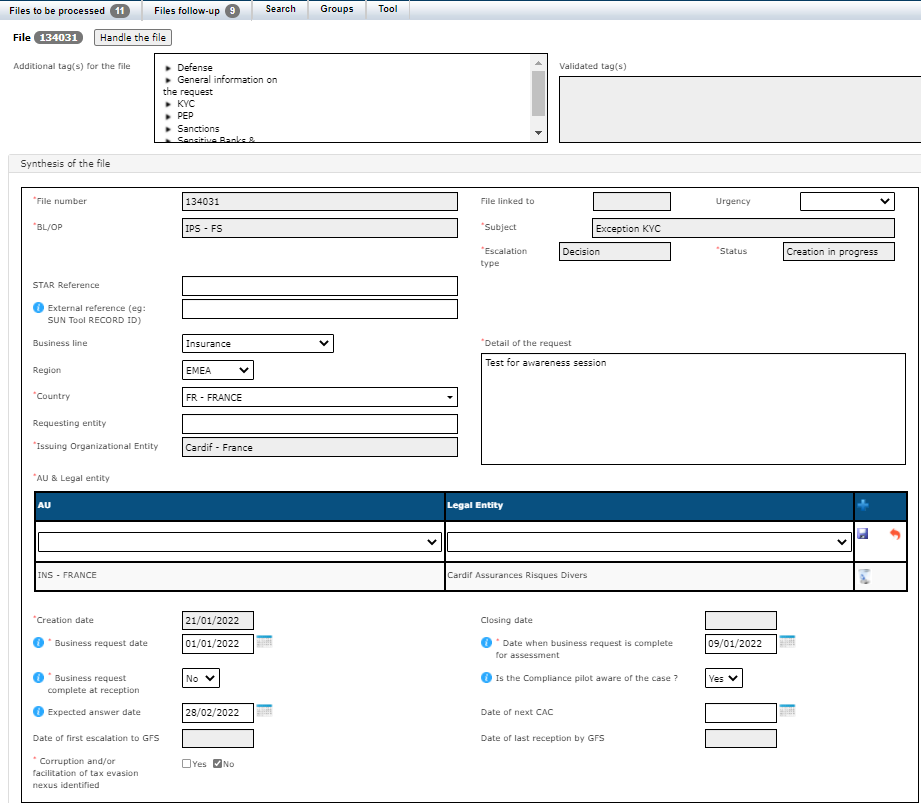 Files to be processed 11 Files follow-up 9 Search Groups Tool
File 134031 Handle the file
Additional tag(s) for the file
Defense
General information on
the request
KYC
PEP
Sanctions
Sensitive Banks &
Validated tag(s)
Synthesis of the file
*File number 134031 File linked to Urgency
*BL/OP IPS - FS *Subject Exception KYC
*Escalation
type Decision *Status Creation in progress
STAR Reference
External reference (eg:
SUN Tool RECORD ID)
Business line Insurance *Detail of the request
Test for awareness session
Region EMEA
*Country FR - FRANCE
Requesting entity
*Issuing Organizational Entity Cardif - France
*AU & Legal entity
AU Legal Entity
INS - FRANCE Cardif Assurances Risques Divers
*Creation date 21/01/2022 Closing date
* Business request date 01/01/2022 * Date when business request is complete
for assessment 09/01/2022
* Business request
complete at reception No Is the Compliance pilot aware of the case ? Yes
Expected answer date 28/02/2022 Date of next CAC
Date of first escalation to GFS Date of last reception by GFS
* Corruption and/or
facilitation of tax evasion
nexus identified Yes No